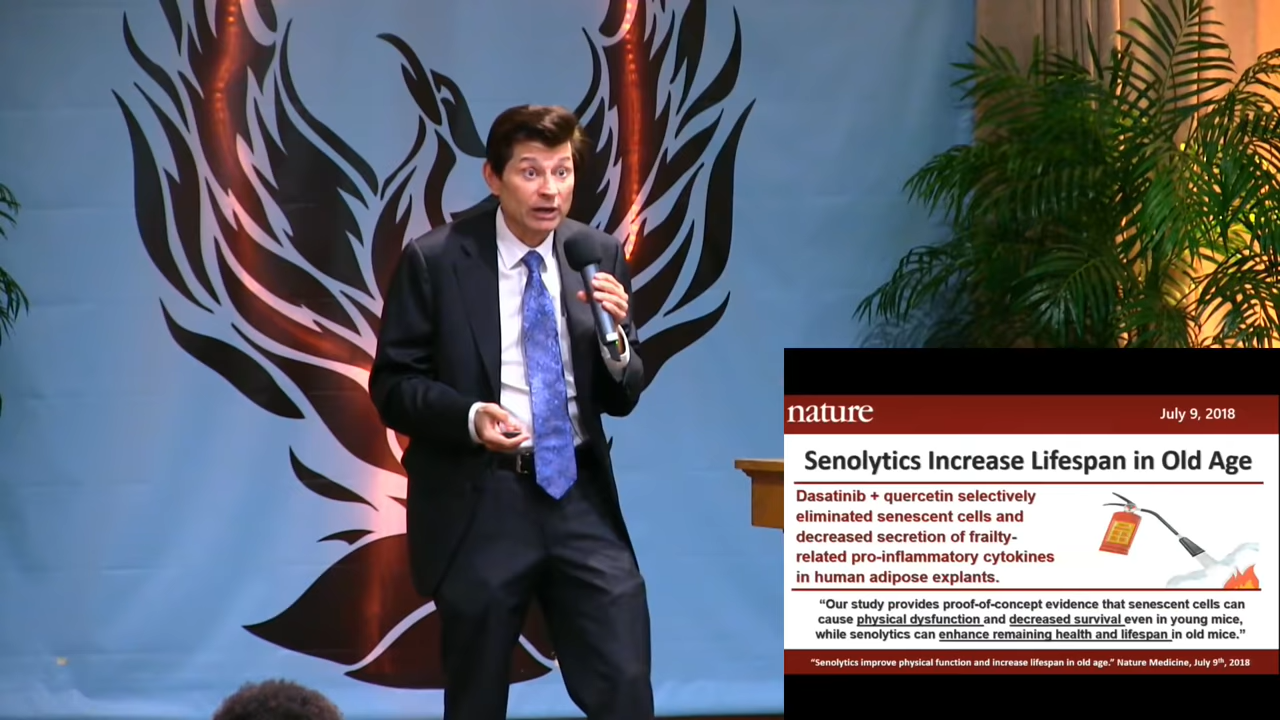 nature
July 9, 2018
Senolytics Increase Lifespan in Old Age
Dasatinib + quercetin selectively
eliminated senescent cells and
decreased secretion of frailty-
related pro-inflammatory cytokines
in human adipose explants.
“Our study provides proof-of-concept evidence that senescent cells can
cause physical dysfunction and decreased survival even in young mice,
while senolytics can enhance remaining health and lifespan in old mice.”
“Senolytics improve physical function and increase lifespan in old age.” Nature Medicine, July 9th, 2018